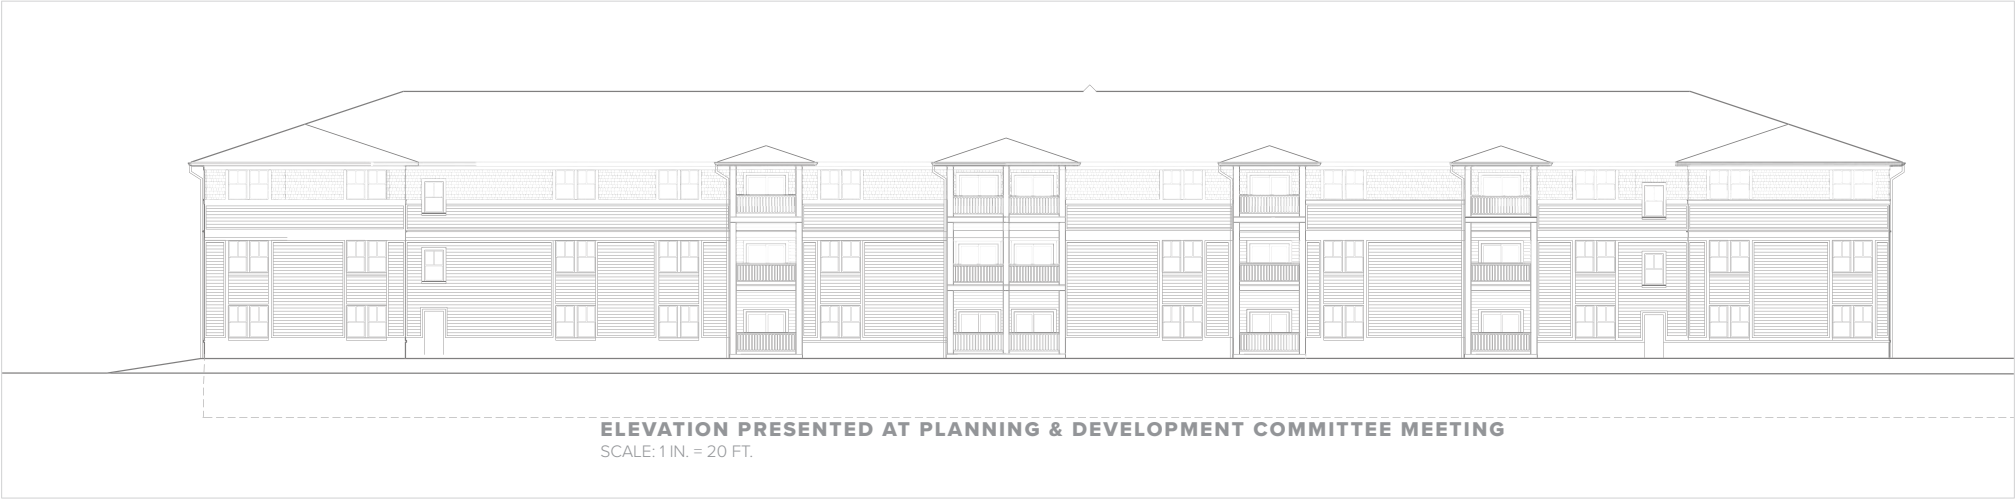 ELEVATION PRESENTED AT PLANNING & DEVELOPMENT COMMITTEE MEETING
SCALE: 1 IN. = 20 FT.